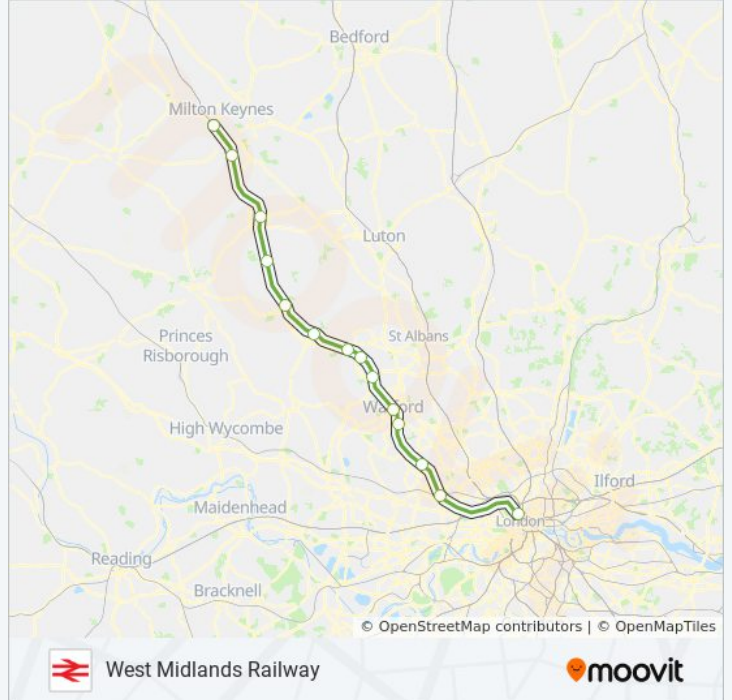 Bedford
Milton Keynes
Luton
Princes
Risborough
St Albans
Watford
High Wycombe
Ilford
Maidenhead
London
Reading
Bracknell
© OpenStreetMap contributors | © OpenMapTiles
West Midlands Railway
moovit